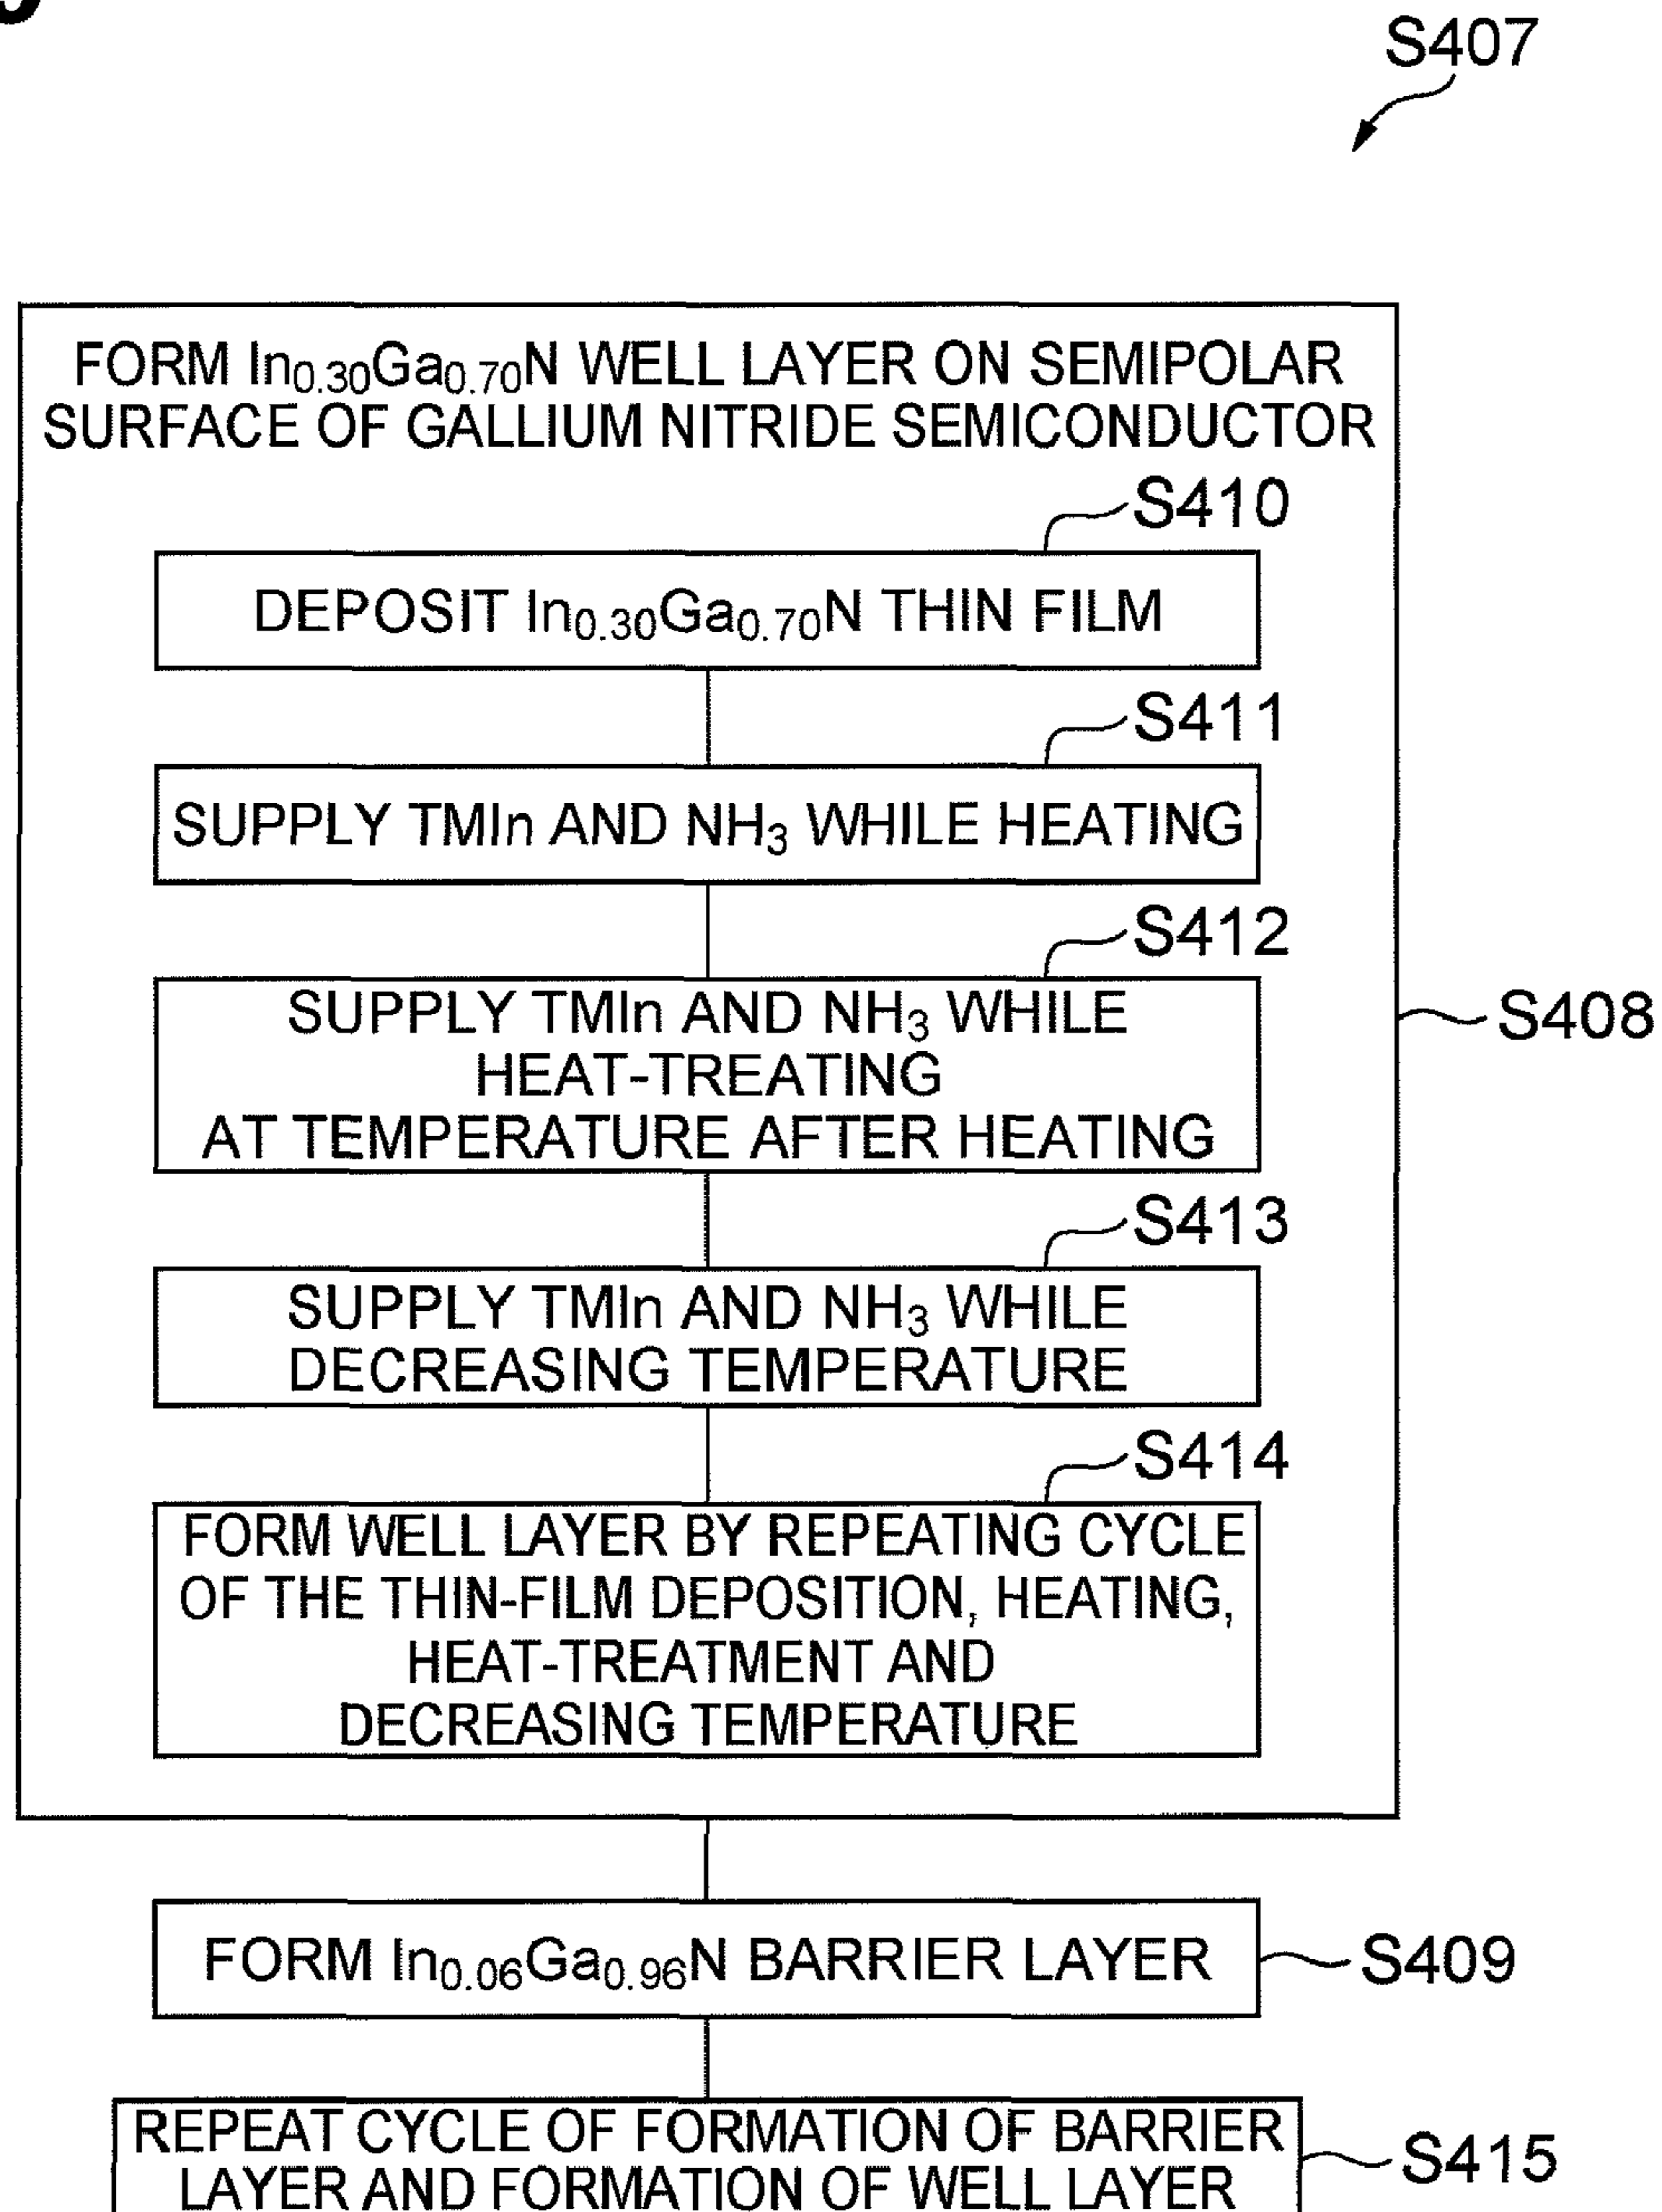 S407
FORM In0.30Ga0.70N WELL LAYER ON SEMIPOLAR
SURFACE OF GALLIUM NITRIDE SEMICONDUCTOR
S410
DEPOSIT In0.30Ga0.70N THIN FILM
S411
SUPPLY TMIn AND NH3 WHILE HEATING
S412
SUPPLY TMIn AND NH3 WHILE
HEAT-TREATING
AT TEMPERATURE AFTER HEATING
S408
S413
SUPPLY TMIn AND NH3 WHILE
DECREASING TEMPERATURE
S414
FORM WELL LAYER BY REPEATING CYCLE
OF THE THIN-FILM DEPOSITION, HEATING,
HEAT-TREATMENT AND
DECREASING TEMPERATURE
FORM In0.06Ga0.96N BARRIER LAYER
S409
REPEAT CYCLE OF FORMATION OF BARRIER
LAYER AND FORMATION OF WELL LAYER
S415